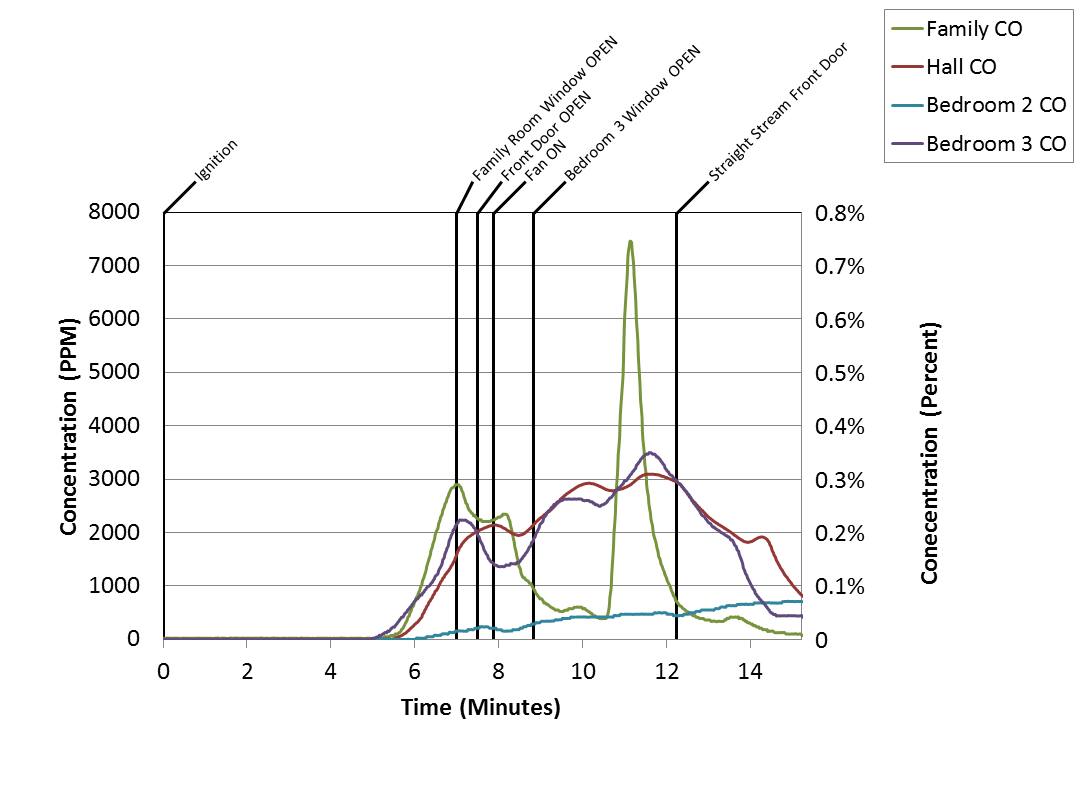 Family CO
Hall CO
Bedroom 2 CO
Bedroom 3 CO
Ignition
Family Room Window OPEN
Front Door OPEN
Fan ON
Bedroom 3 Window OPEN
Straight Stream Front Door
8000
7000
6000
5000
4000
3000
2000
1000
0
Concentration (PPM)
0.8%
0.7%
0.6%
0.5%
0.4%
0.3%
0.2%
0.1%
0
Conecentration (Percent)
0 2 4 6 8 10 12 14
Time (Minutes)